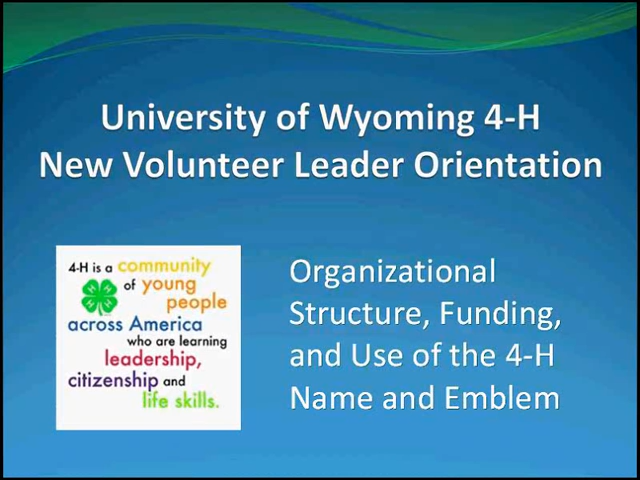 University of Wyoming 4-H
New Volunteer Leader Orientation
4-H is a community
of young
people
across America
who are learning
leadership,
citizenship and
life skills.
Organizational
Structure, Funding,
and Use of the 4-H
Name and Emblem